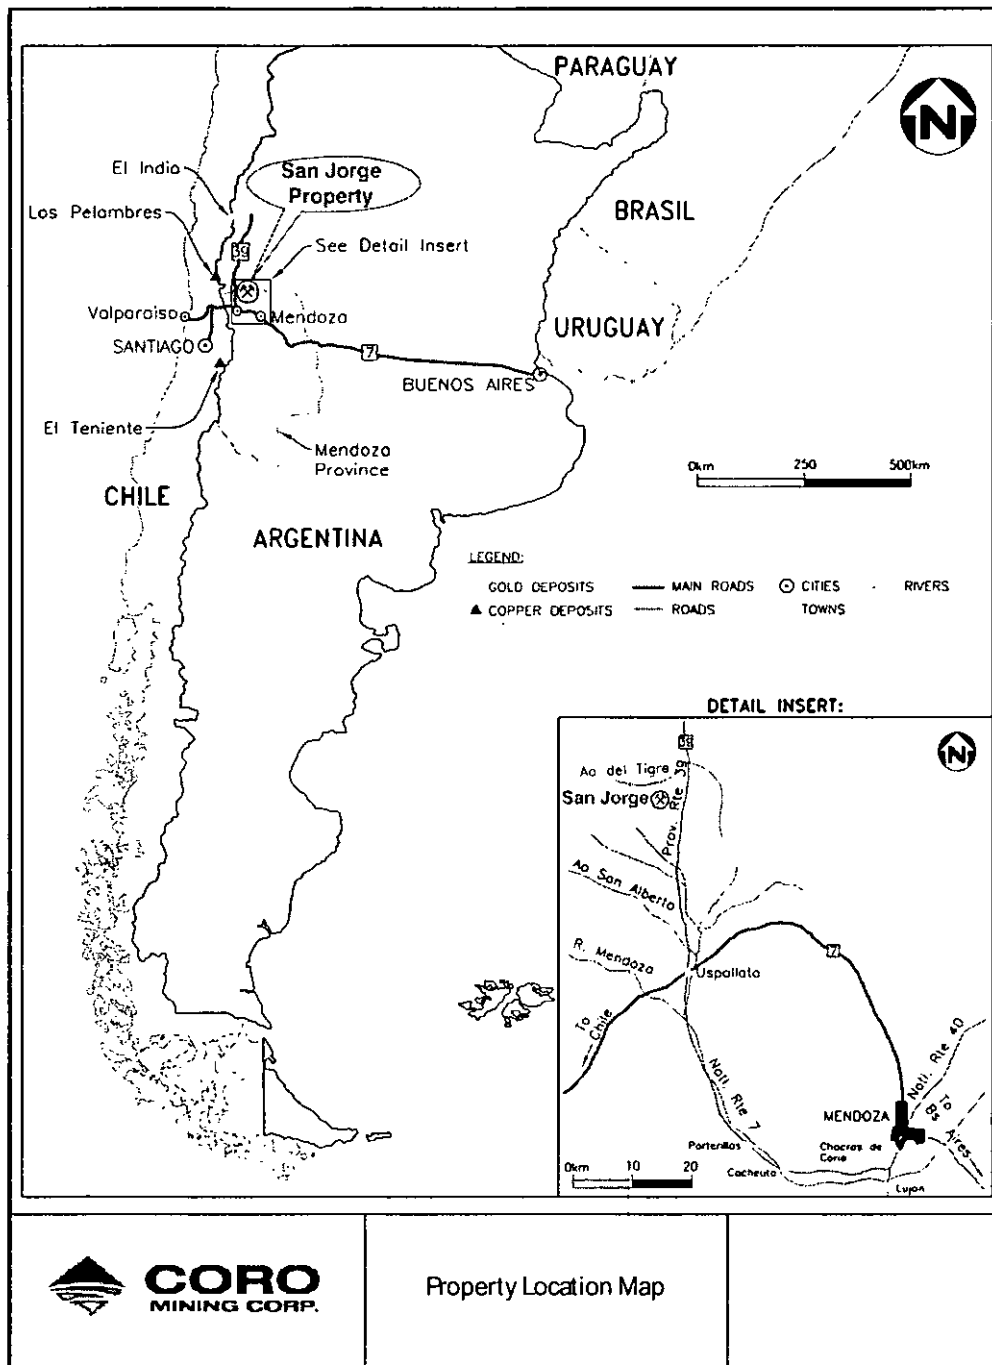 PARAGUAY
N
El Indio
San Jorge
Property
Los Pelambres
BRASIL
39
See Detail Insert
Valparaiso
Mendoza
URUGUAY
SANTIAGO
7
BUENOS AIRES
El Teniente
Mendoza
Province
0km 250 500km
CHILE
ARGENTINA
LEGEND:
GOLD DEPOSITS MAIN ROADS CITIES RIVERS
COPPER DEPOSITS ROADS TOWNS
DETAIL INSERT:
39
N
Ao del Tigre
San Jorge
Prov. Rte 39
Ao San Alberto
R. Mendoza
7
Uspallata
To
Chile
Natl. Rte 40
Natl. Rte 7
To
Bs Aires
MENDOZA
Porterillos
Chacras de
Coria
0km 10 20
Cacheuta
Lujan
CORO
MINING CORP.
Property Location Map